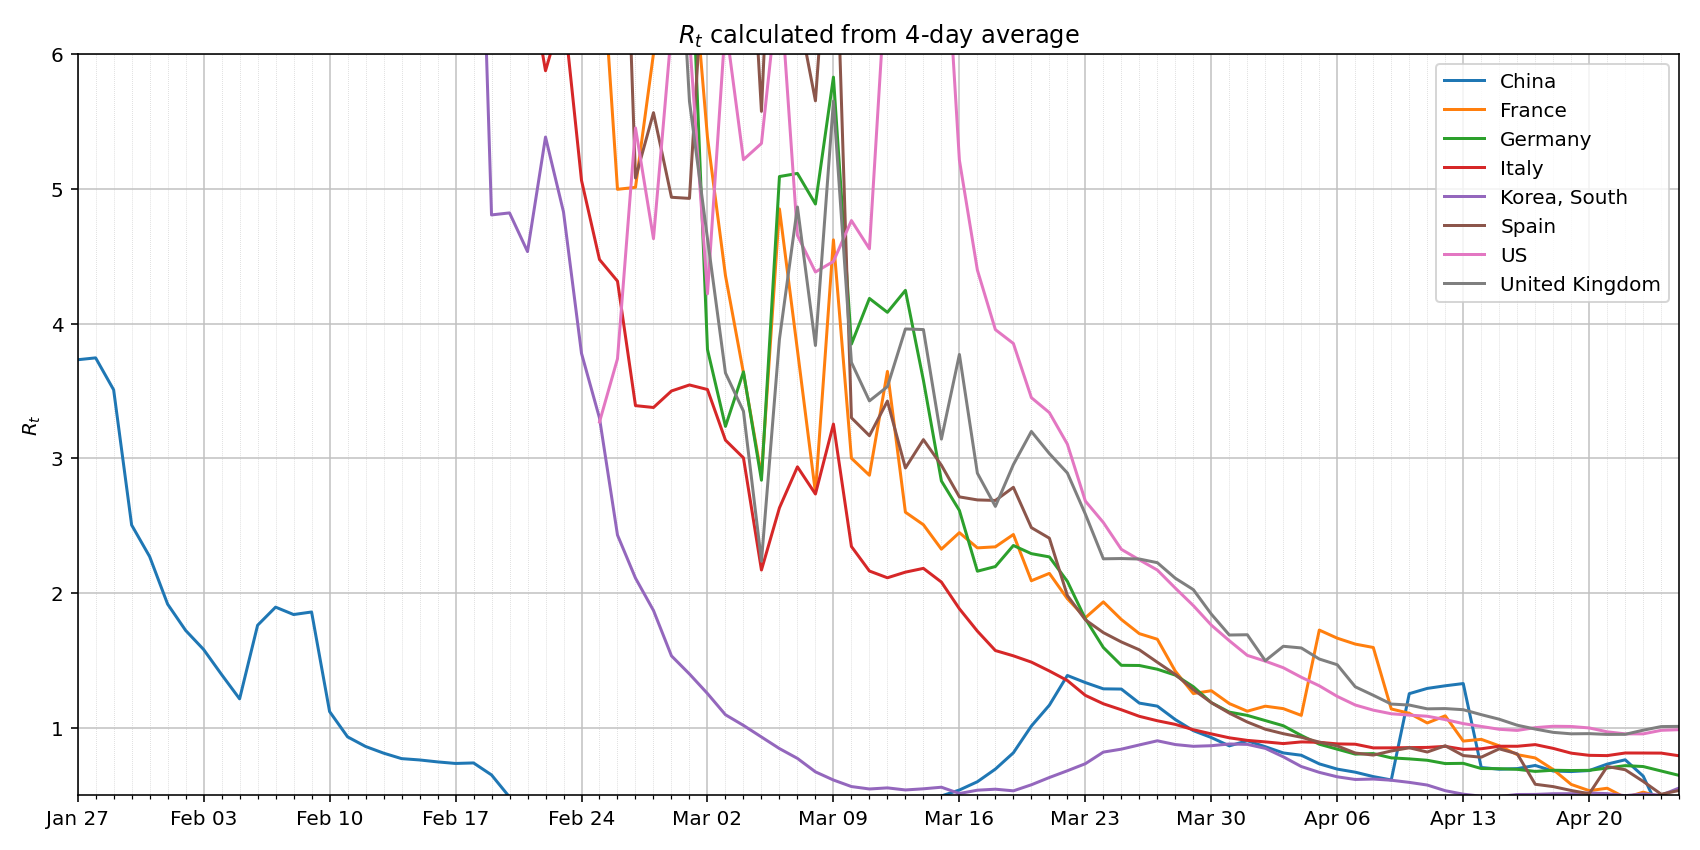 R_t calculated from 4-day average
6
5
4
3
2
1
R_t
China
France
Germany
Italy
Korea, South
Spain
US
United Kingdom
Jan 27 Feb 03 Feb 10 Feb 17 Feb 24 Mar 02 Mar 09 Mar 16 Mar 23 Mar 30 Apr 06 Apr 13 Apr 20